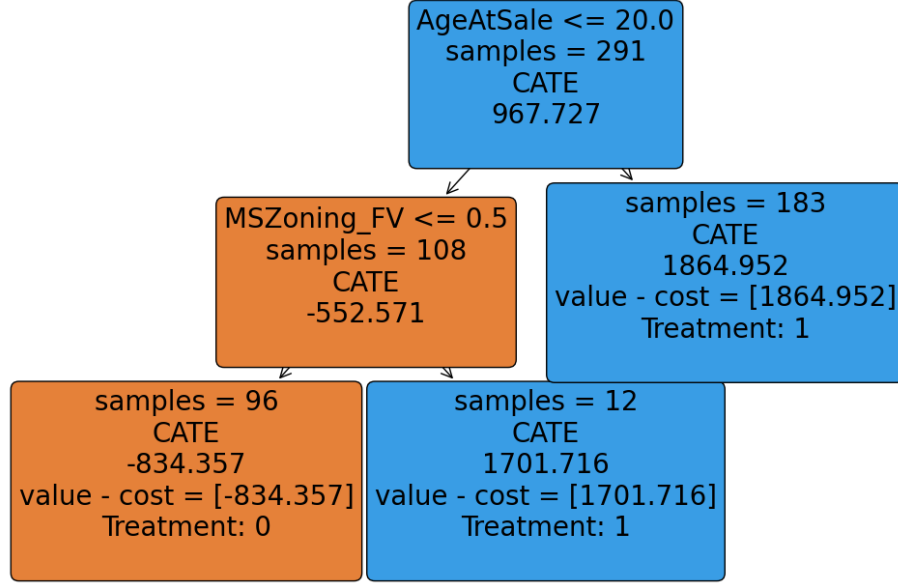 AgeAtSale <= 20.0
samples = 291
CATE
967.727
MSZoning_FV <= 0.5
samples = 108
CATE
-552.571
samples = 183
CATE
1864.952
value - cost = [1864.952]
Treatment: 1
samples = 96
CATE
-834.357
value - cost = [-834.357]
Treatment: 0
samples = 12
CATE
1701.716
value - cost = [1701.716]
Treatment: 1